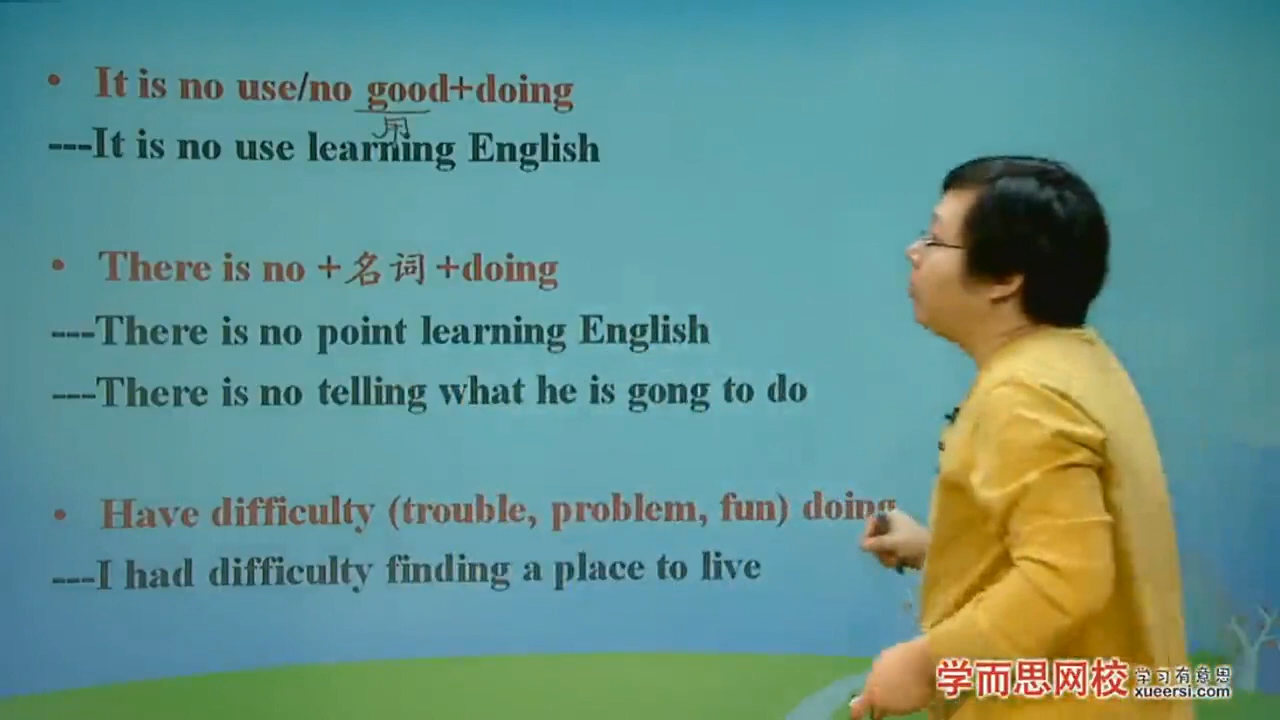 • It is no use/no good+doing
用
---It is no use learning English
• There is no +名词 +doing
---There is no point learning English
---There is no telling what he is gong to do
• Have difficulty (trouble, problem, fun) doing
---I had difficulty finding a place to live
学而思网校 学习有意思
xueersi.com